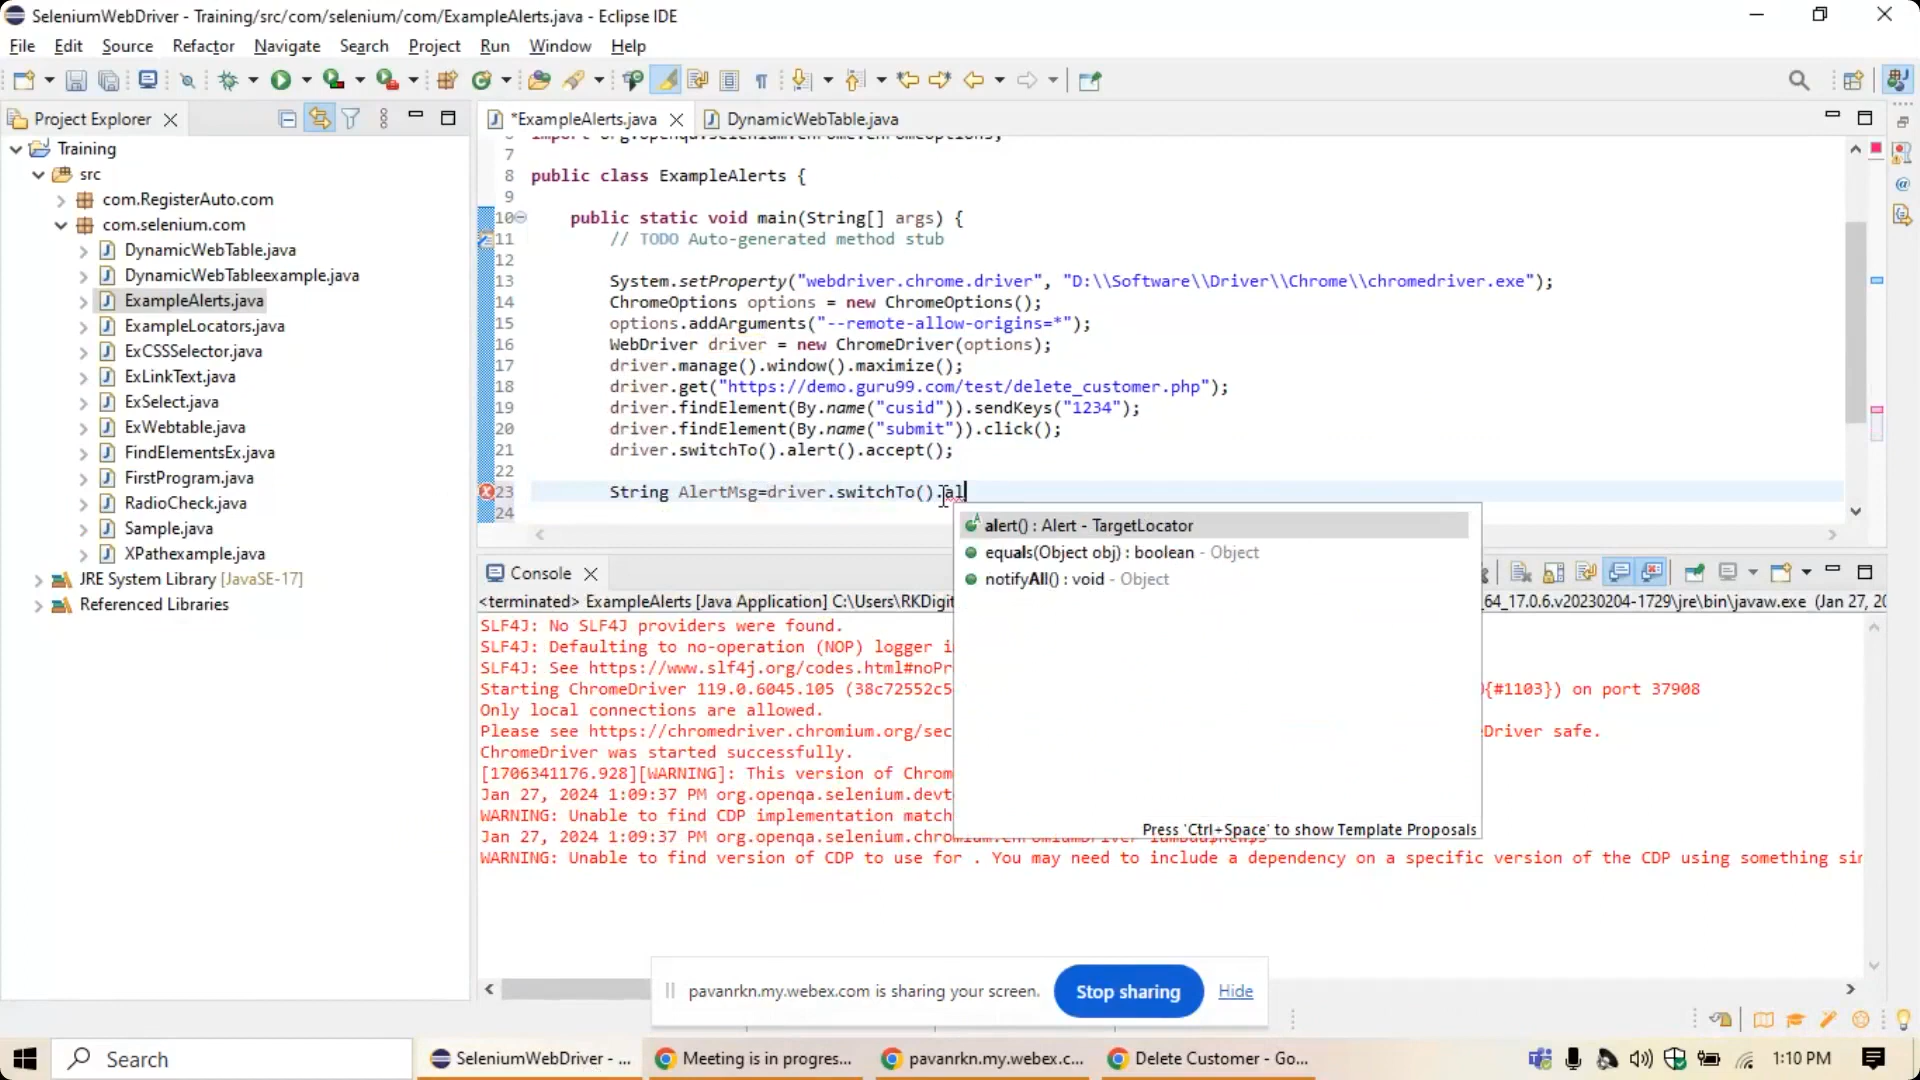 SeleniumWebDriver - Training/src/com/selenium/com/ExampleAlerts.java - Eclipse IDE
File Edit Source Refactor Navigate Search Project Run Window Help
Project Explorer
*ExampleAlerts.java
DynamicWebTable.java
Training
src
com.RegisterAuto.com
com.selenium.com
DynamicWebTable.java
DynamicWebTableexample.java
ExampleAlerts.java
ExampleLocators.java
ExCSSSelector.java
ExLinkText.java
ExSelect.java
ExWebtable.java
FindElementsEx.java
FirstProgram.java
RadioCheck.java
Sample.java
XPathexample.java
JRE System Library [JavaSE-17]
Referenced Libraries
import org.openqa.selenium.chrome.ChromeOptions;
7
8 public class ExampleAlerts {
9
10 public static void main(String[] args) {
11 // TODO Auto-generated method stub
12
13 System.setProperty("webdriver.chrome.driver", "D:\\Software\\Driver\\Chrome\\chromedriver.exe");
14 ChromeOptions options = new ChromeOptions();
15 options.addArguments("--remote-allow-origins=*");
16 WebDriver driver = new ChromeDriver(options);
17 driver.manage().window().maximize();
18 driver.get("https://demo.guru99.com/test/delete_customer.php");
19 driver.findElement(By.name("cusid")).sendKeys("1234");
20 driver.findElement(By.name("submit")).click();
21 driver.switchTo().alert().accept();
22
23 String AlertMsg=driver.switchTo().al
24
alert() : Alert - TargetLocator
equals(Object obj) : boolean - Object
notifyAll() : void - Object
Press 'Ctrl+Space' to show Template Proposals
Console
<terminated> ExampleAlerts [Java Application] C:\Users\RKDigit
_64_17.0.6.v20230204-1729\jre\bin\javaw.exe (Jan 27, 20
SLF4J: No SLF4J providers were found.
SLF4J: Defaulting to no-operation (NOP) logger i
SLF4J: See https://www.slf4j.org/codes.html#noPr
Starting ChromeDriver 119.0.6045.105 (38c72552c5 {#1103}) on port 37908
Only local connections are allowed.
Please see https://chromedriver.chromium.org/sec Driver safe.
ChromeDriver was started successfully.
[1706341176.928][WARNING]: This version of Chrom
Jan 27, 2024 1:09:37 PM org.openqa.selenium.devt
WARNING: Unable to find CDP implementation match
Jan 27, 2024 1:09:37 PM org.openqa.selenium.chromium.ChromiumDriver
WARNING: Unable to find version of CDP to use for . You may need to include a dependency on a specific version of the CDP using something sim
pavanrkn.my.webex.com is sharing your screen.
Stop sharing
Hide
Search
SeleniumWebDriver - ...
Meeting is in progres...
pavanrkn.my.webex.c...
Delete Customer - Go...
1:10 PM